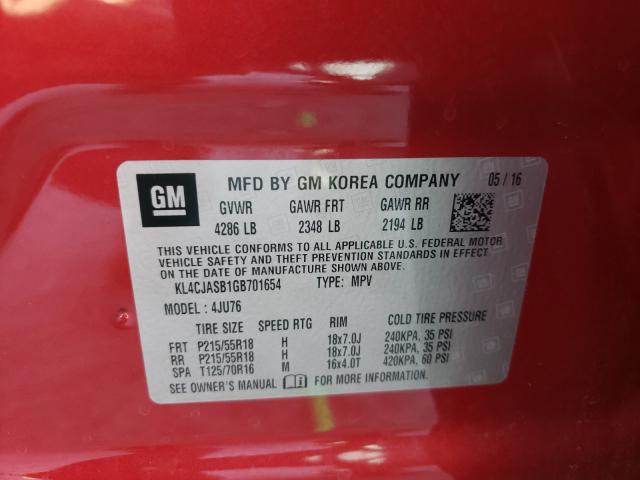 GM
MFD BY GM KOREA COMPANY 05 / 16
GVWR GAWR FRT GAWR RR
4286 LB 2348 LB 2194 LB
THIS VEHICLE CONFORMS TO ALL APPLICABLE U.S. FEDERAL MOTOR
VEHICLE SAFETY AND THEFT PREVENTION STANDARDS IN EFFECT
ON THE DATE OF MANUFACTURE SHOWN ABOVE.
KL4CJASB1GB701654 TYPE: MPV
MODEL : 4JU76
TIRE SIZE SPEED RTG RIM COLD TIRE PRESSURE
FRT P215/55R18 H 18x7.0J 240KPA, 35 PSI
RR P215/55R18 H 18x7.0J 240KPA, 35 PSI
SPA T125/70R16 M 16x4.0T 420KPA, 60 PSI
SEE OWNER'S MANUAL FOR MORE INFORMATION.